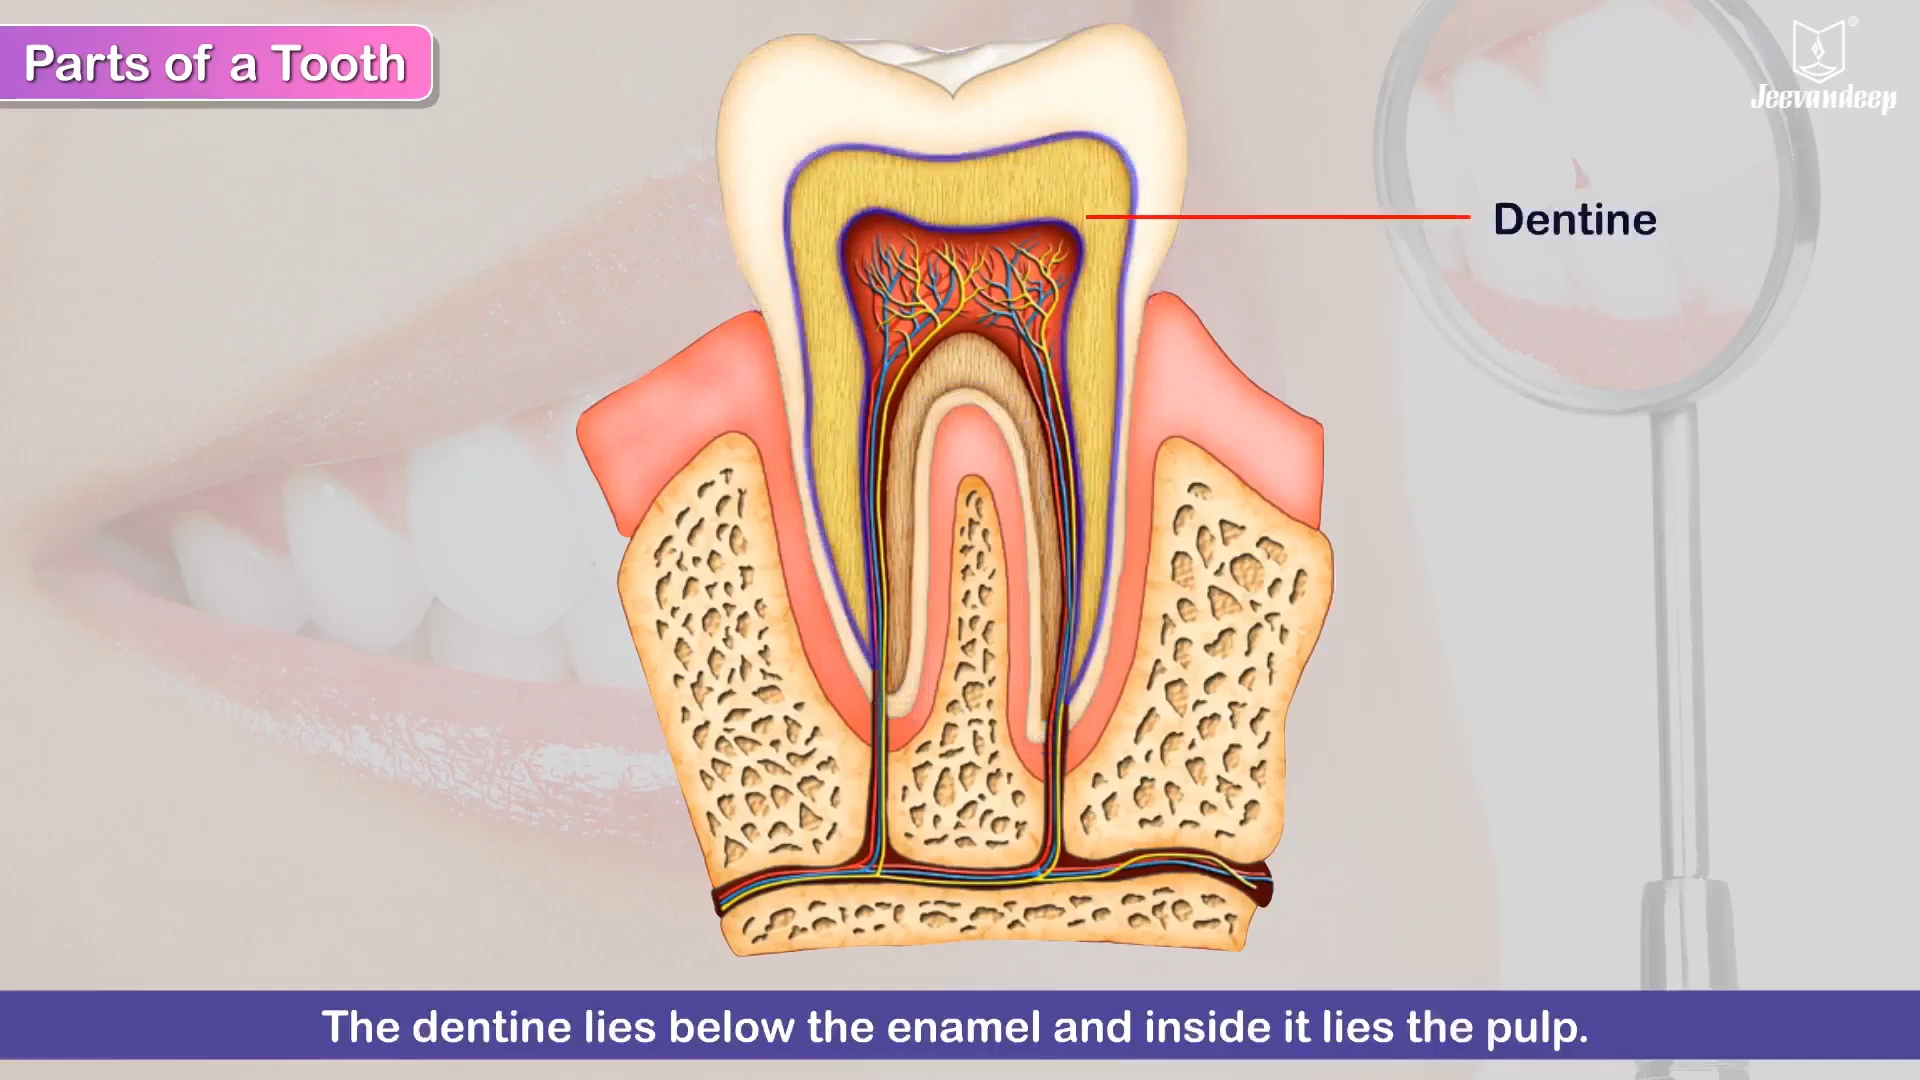 Parts of a Tooth
®
Jeevandeep
Dentine
The dentine lies below the enamel and inside it lies the pulp.